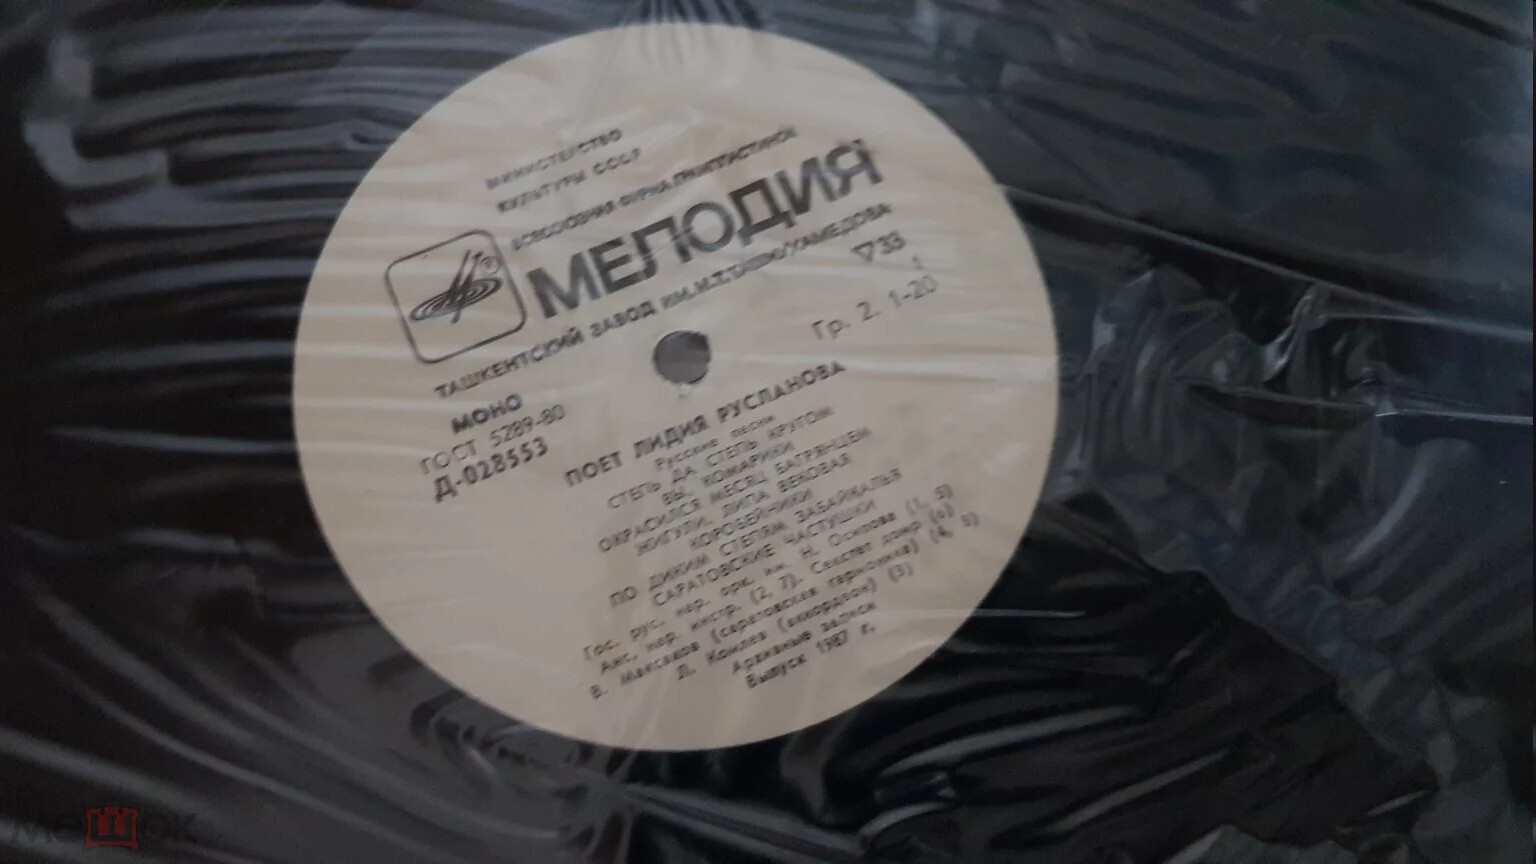 МИНИСТЕРСТВО
КУЛЬТУРЫ СССР
ВСЕСОЮЗНАЯ ФИРМА ГРАМПЛАСТИНОК
МЕЛОДИЯ
®
ТАШКЕНТСКИЙ ЗАВОД ИМ. М.Т. ТАШМУХАМЕДОВА
МОНО
ГОСТ 5289-80
Д-028553
▽33
1
Гр. 2. 1-20
ПОЕТ ЛИДИЯ РУСЛАНОВА
Русские песни
СТЕПЬ ДА СТЕПЬ КРУГОМ
ВЫ, КОМАРИКИ
ОКРАСИЛСЯ МЕСЯЦ БАГРЯНЦЕМ
ЖИГУЛИ. ЛИПА ВЕКОВАЯ
КОРОБЕЙНИКИ
ПО ДИКИМ СТЕПЯМ ЗАБАЙКАЛЬЯ
САРАТОВСКИЕ ЧАСТУШКИ
Гос. рус. нар. орк. им. Н. Осипова (1, 5)
Анс. нар. инстр. (2, 7). Секстет домр (6)
В. Максаков (саратовская гармоника) (4, 8)
Л. Комлев (аккордеон) (3)
Архивные записи
Выпуск 1987 г.
мешок